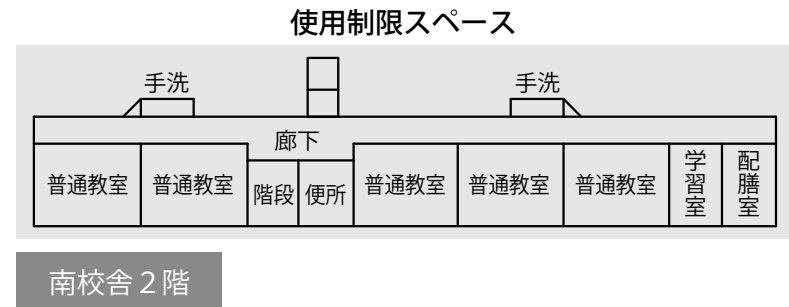 使用制限スペース
手洗
手洗
廊下
普通教室
普通教室
階段
便所
普通教室
普通教室
普通教室
学習室
配膳室
南校舎２階